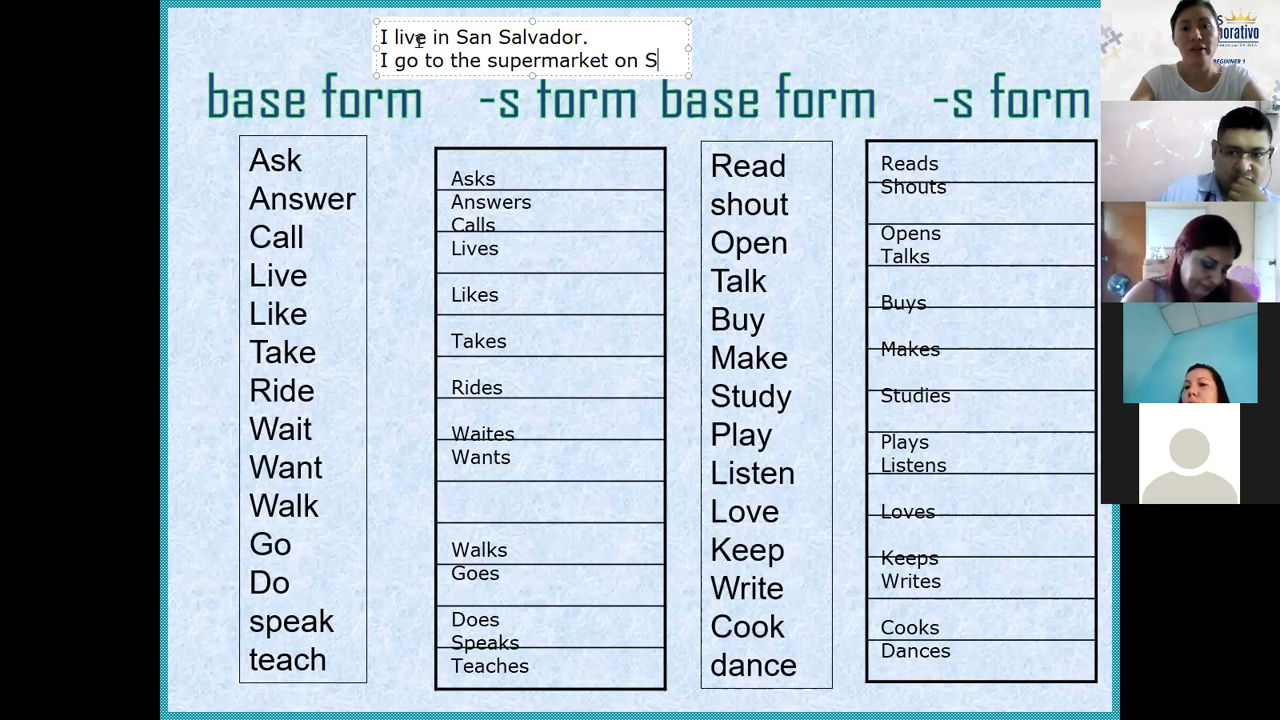 I live in San Salvador.
I go to the supermarket on S
base form
-s form
base form
-s form
Ask
Answer
Call
Live
Like
Take
Ride
Wait
Want
Walk
Go
Do
speak
teach
Asks
Answers
Calls
Lives
Likes
Takes
Rides
Waites
Wants
Walks
Goes
Does
Speaks
Teaches
Read
shout
Open
Talk
Buy
Make
Study
Play
Listen
Love
Keep
Write
Cook
dance
Reads
Shouts
Opens
Talks
Buys
Makes
Studies
Plays
Listens
Loves
Keeps
Writes
Cooks
Dances
S
porativo
BEGINNER 1